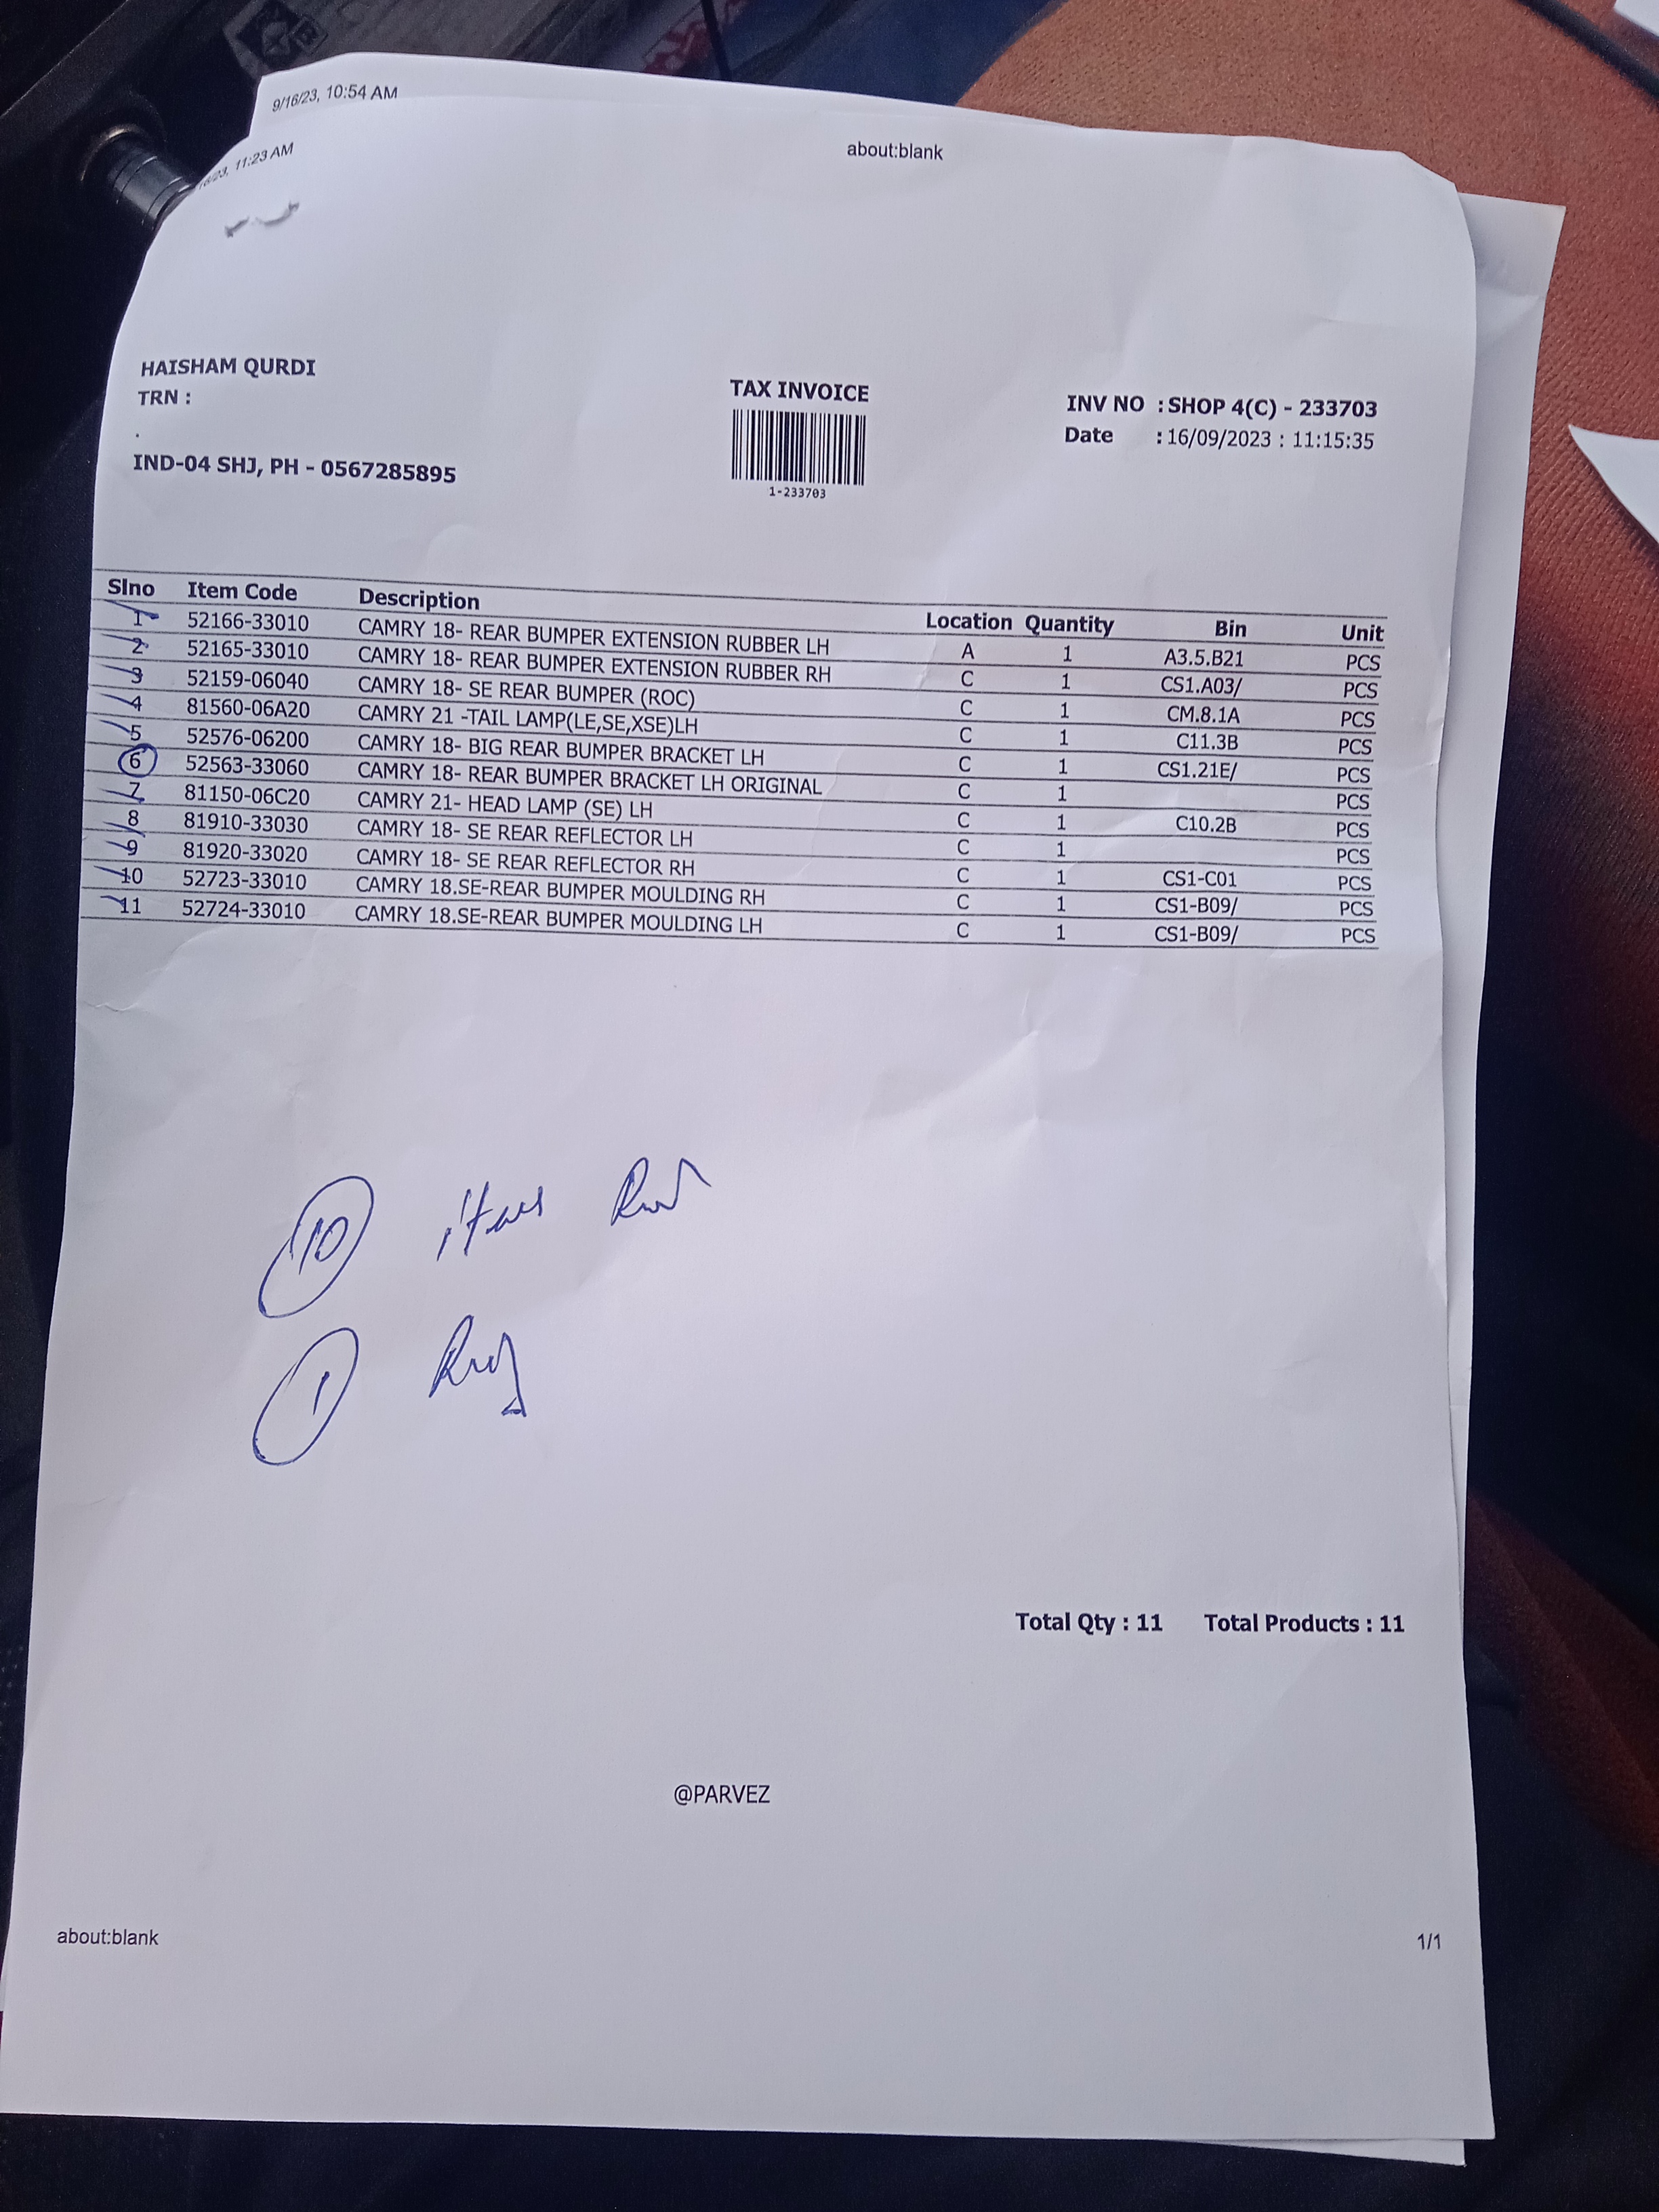 9/16/23, 10:54 AM
11:23 AM
about:blank
HAISHAM QURDI
TRN :
.
IND-04 SHJ, PH - 0567285895
TAX INVOICE
1-233703
INV NO : SHOP 4(C) - 233703
Date : 16/09/2023 : 11:15:35
Slno Item Code Description Location Quantity Bin Unit
1 52166-33010 CAMRY 18- REAR BUMPER EXTENSION RUBBER LH A 1 A3.5.B21 PCS
2 52165-33010 CAMRY 18- REAR BUMPER EXTENSION RUBBER RH C 1 CS1.A03/ PCS
3 52159-06040 CAMRY 18- SE REAR BUMPER (ROC) C 1 CM.8.1A PCS
4 81560-06A20 CAMRY 21 -TAIL LAMP(LE,SE,XSE)LH C 1 C11.3B PCS
5 52576-06200 CAMRY 18- BIG REAR BUMPER BRACKET LH C 1 CS1.21E/ PCS
6 52563-33060 CAMRY 18- REAR BUMPER BRACKET LH ORIGINAL C 1 PCS
7 81150-06C20 CAMRY 21- HEAD LAMP (SE) LH C 1 C10.2B PCS
8 81910-33030 CAMRY 18- SE REAR REFLECTOR LH C 1 PCS
9 81920-33020 CAMRY 18- SE REAR REFLECTOR RH C 1 CS1-C01 PCS
10 52723-33010 CAMRY 18.SE-REAR BUMPER MOULDING RH C 1 CS1-B09/ PCS
11 52724-33010 CAMRY 18.SE-REAR BUMPER MOULDING LH C 1 CS1-B09/ PCS
10 items
1
Total Qty : 11 Total Products : 11
@PARVEZ
about:blank 1/1